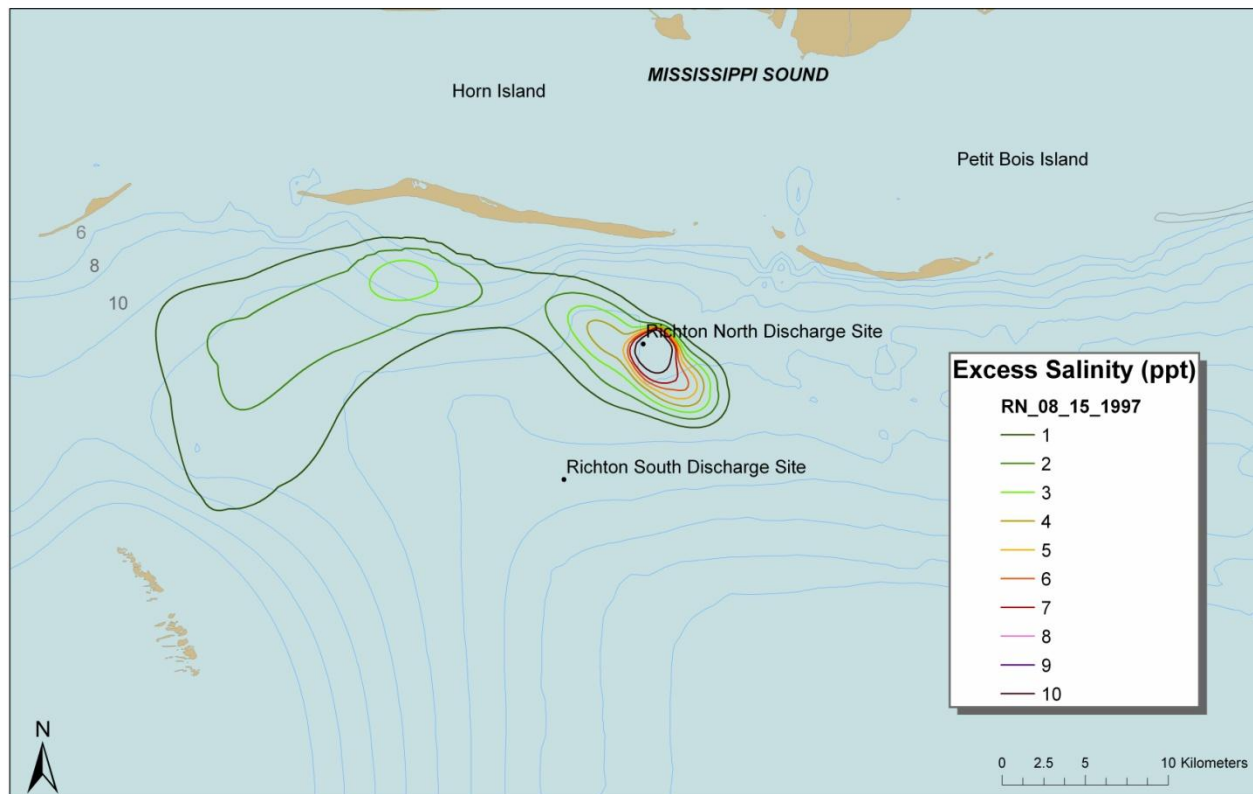 MISSISSIPPI SOUND
Horn Island
Petit Bois Island
6
8
10
Richton North Discharge Site
Richton South Discharge Site
Excess Salinity (ppt)
RN_08_15_1997
1
2
3
4
5
6
7
8
9
10
N
0 2.5 5 10 Kilometers